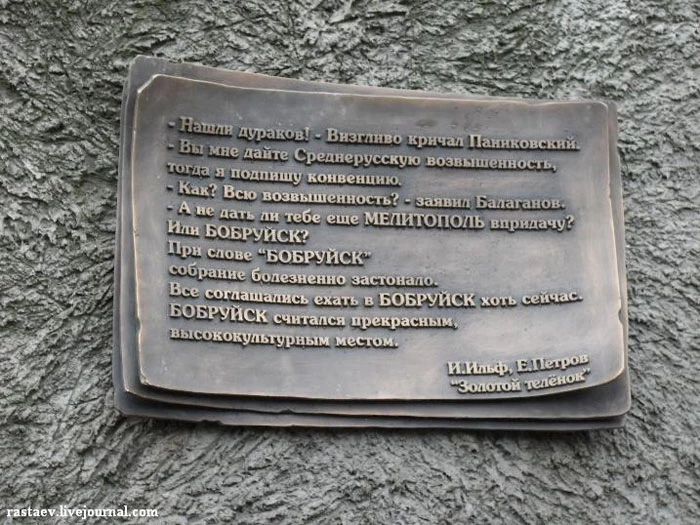 - Нашли дураков! - Визгливо кричал Паниковский.
- Вы мне дайте Среднерусскую возвышенность,
тогда я подпишу конвенцию.
- Как? Всю возвышенность? - заявил Балаганов.
- А не дать ли тебе еще МЕЛИТОПОЛЬ впридачу?
Или БОБРУЙСК?
При слове “БОБРУЙСК”
собрание болезненно застонало.
Все соглашались ехать в БОБРУЙСК хоть сейчас.
БОБРУЙСК считался прекрасным,
высококультурным местом.
И.Ильф, Е.Петров
“Золотой телёнок”
rastaev.livejournal.com